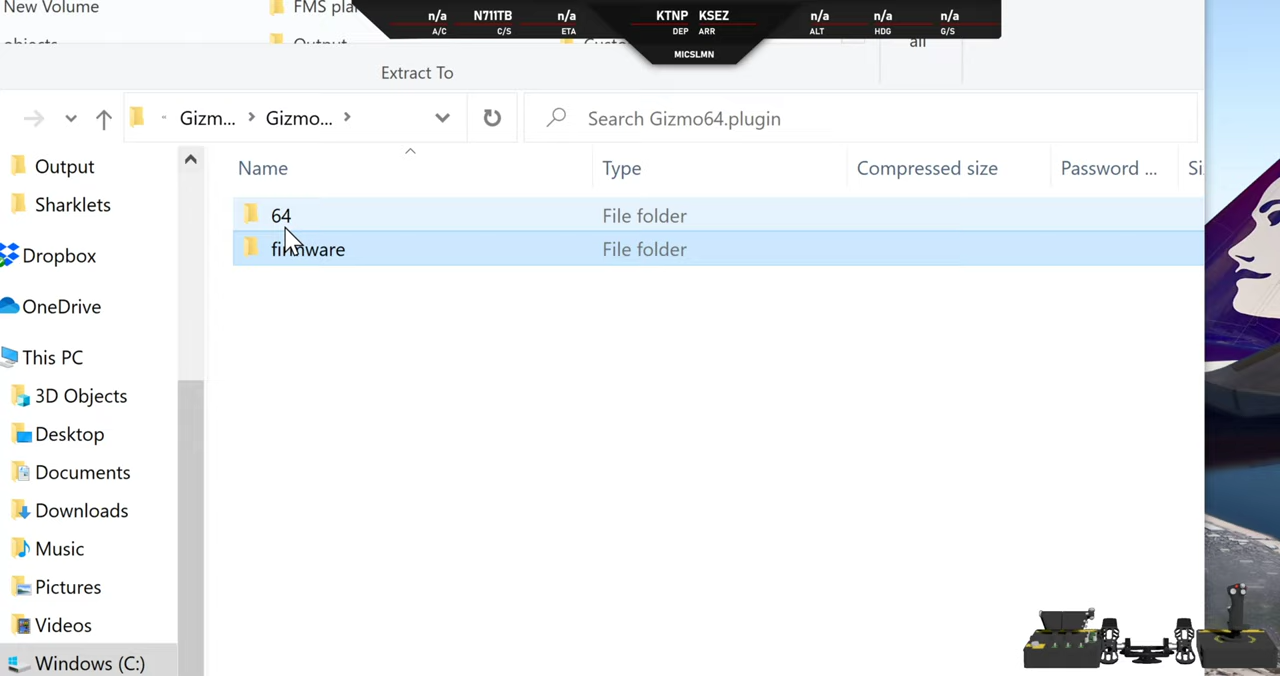 New Volume
FMS pla
n/a N711TB n/a KTNP KSEZ n/a n/a n/a
A/C C/S ETA DEP ARR ALT HDG G/S
MICSLMN
objects
Output
all
Extract To
Gizm... > Gizmo... >
Search Gizmo64.plugin
Name Type Compressed size Password ... Si
64 File folder
firmware File folder
Output
Sharklets
Dropbox
OneDrive
This PC
3D Objects
Desktop
Documents
Downloads
Music
Pictures
Videos
Windows (C:)